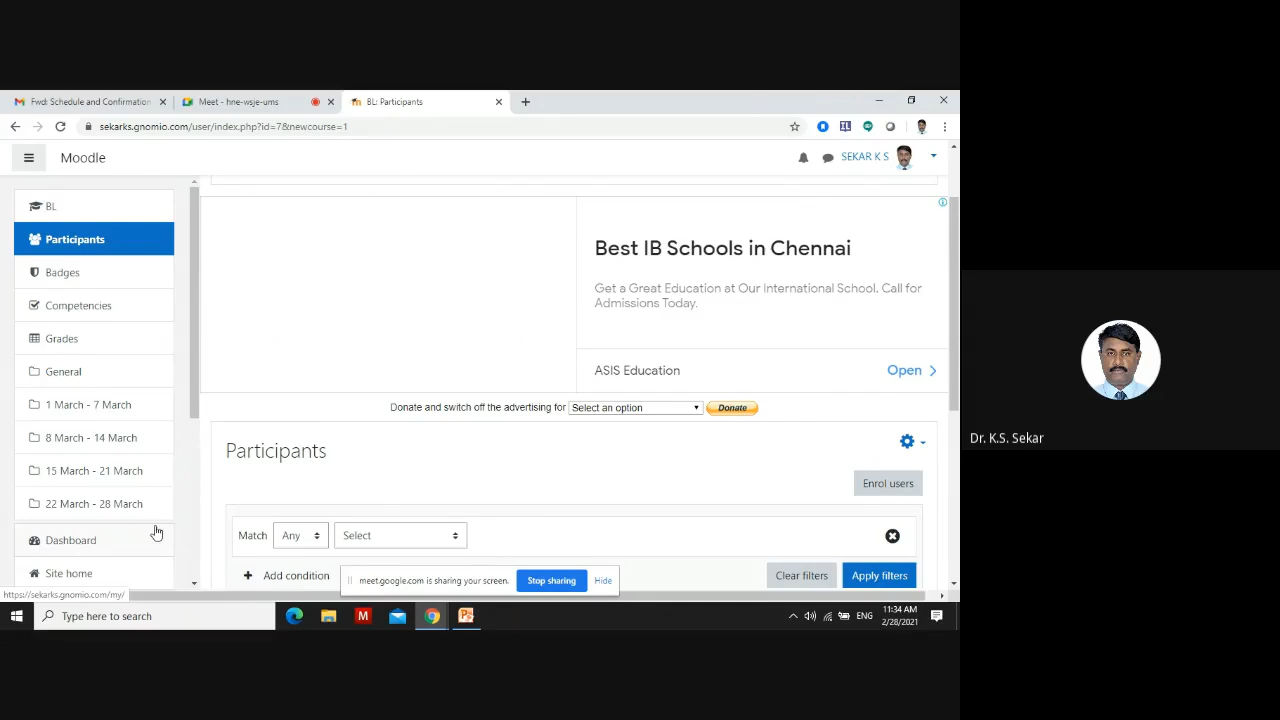 Fwd: Schedule and Confirmation
Meet - hne-wsje-ums
BL: Participants
sekarks.gnomio.com/user/index.php?id=7&newcourse=1
Moodle
SEKAR K S
BL
Participants
Badges
Competencies
Grades
General
1 March - 7 March
8 March - 14 March
15 March - 21 March
22 March - 28 March
Dashboard
Site home
https://sekarks.gnomio.com/my/
Best IB Schools in Chennai
Get a Great Education at Our International School. Call for
Admissions Today.
ASIS Education
Open
Donate and switch off the advertising for Select an option Donate
Participants
Enrol users
Match Any Select
Add condition
Clear filters
Apply filters
meet.google.com is sharing your screen. Stop sharing Hide
Type here to search
M
ENG
11:34 AM
2/28/2021
Dr. K.S. Sekar